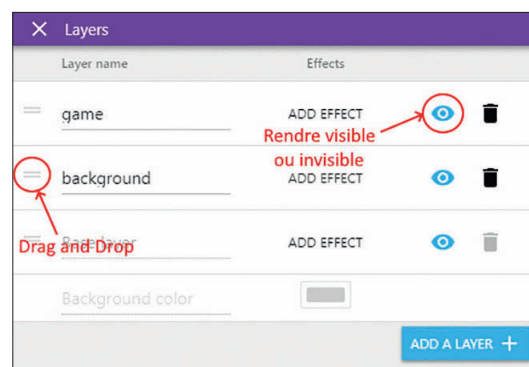 Layers
Layer name Effects
game ADD EFFECT
Rendre visible
ou invisible
background ADD EFFECT
Drag and Drop
Base layer ADD EFFECT
Background color
ADD A LAYER +